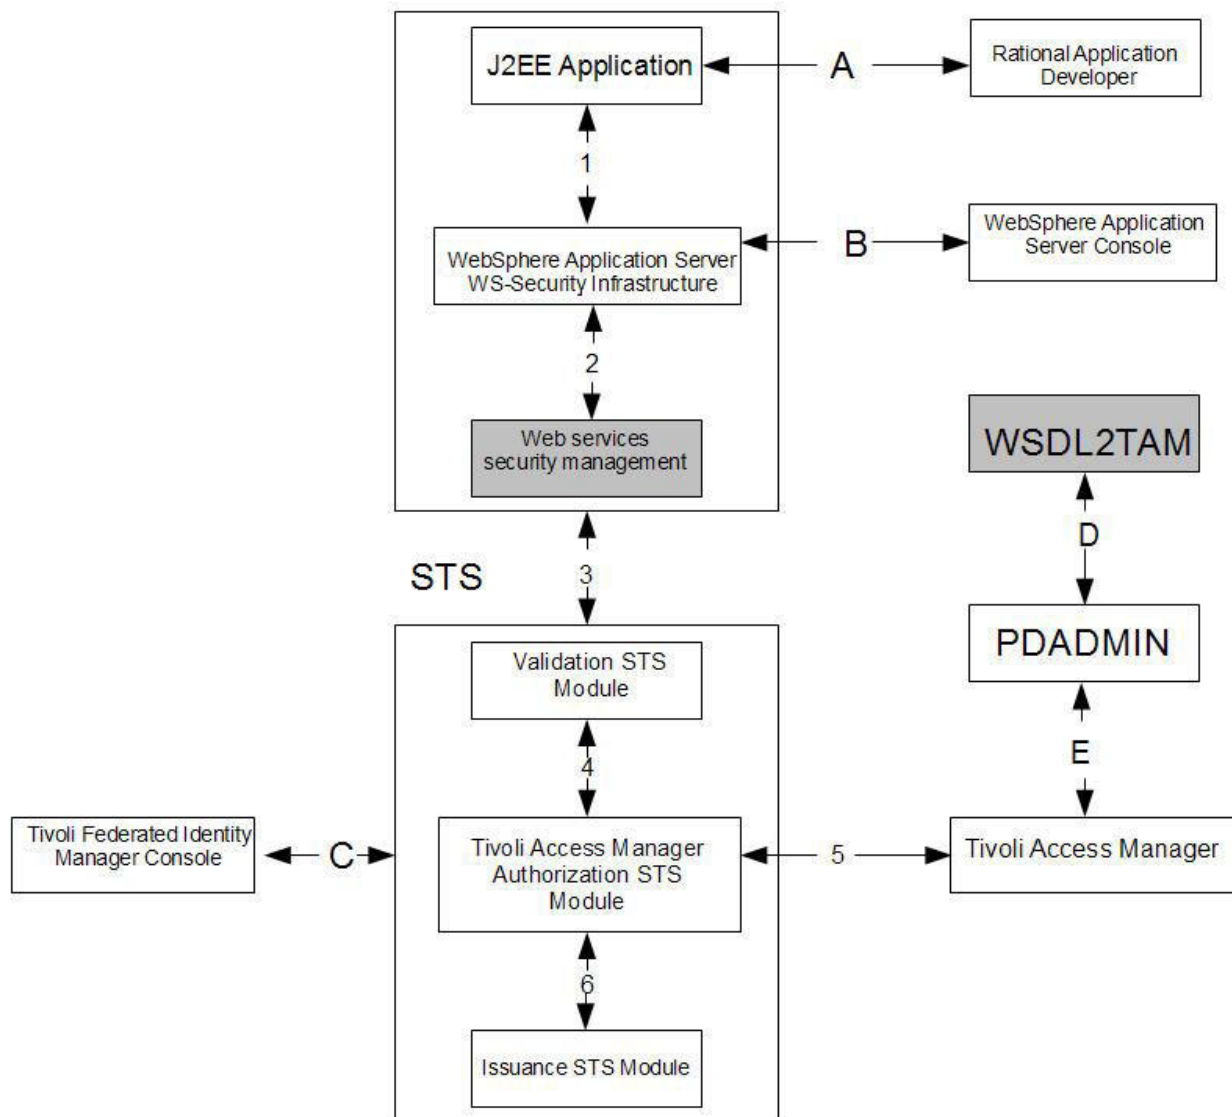 J2EE Application
A
Rational Application
Developer
1
WebSphere Application Server
WS-Security Infrastructure
B
WebSphere Application
Server Console
2
Web services
security management
WSDL2TAM
D
STS
3
PDADMIN
Validation STS
Module
4
E
Tivoli Federated Identity
Manager Console
C
Tivoli Access Manager
Authorization STS
Module
5
Tivoli Access Manager
6
Issuance STS Module